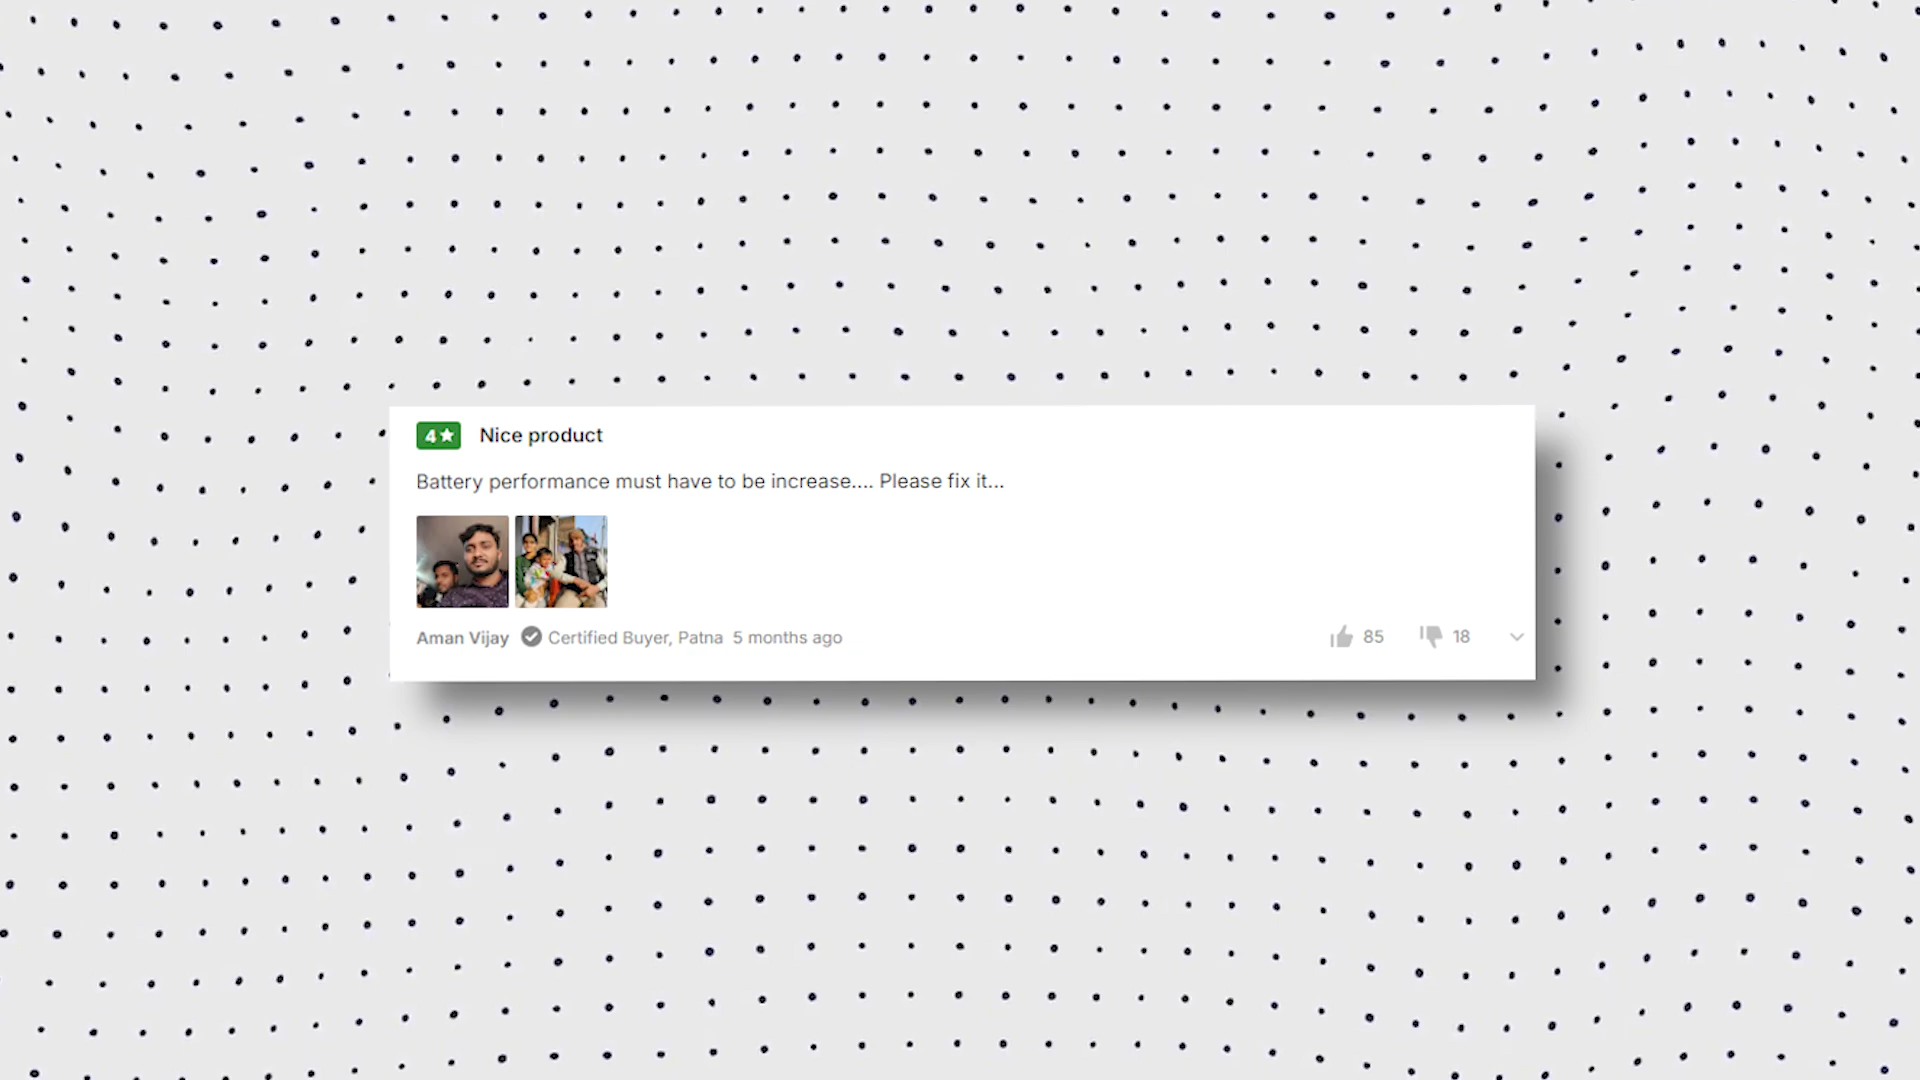 4★ Nice product
Battery performance must have to be increase.... Please fix it...
Aman Vijay Certified Buyer, Patna 5 months ago 85 18